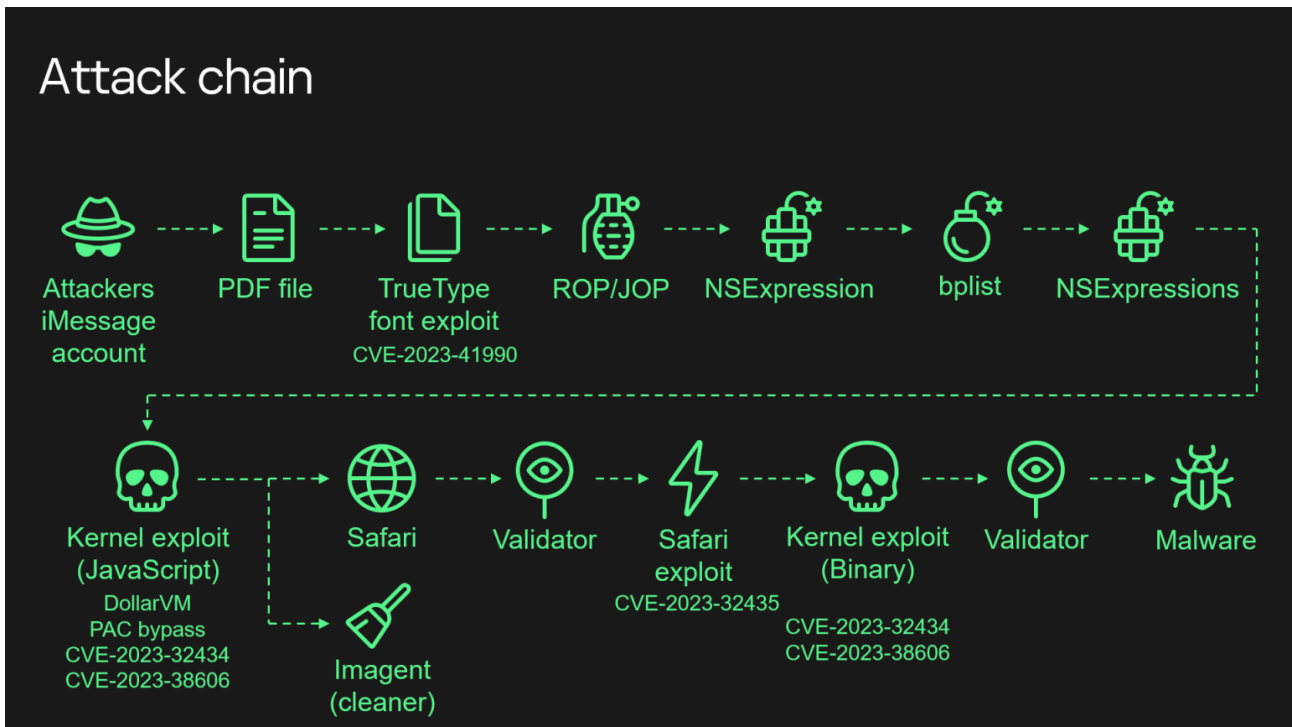 Attack chain
Attackers
iMessage
account
PDF file
TrueType
font exploit
CVE-2023-41990
ROP/JOP
NSExpression
bplist
NSExpressions
Kernel exploit
(JavaScript)
DollarVM
PAC bypass
CVE-2023-32434
CVE-2023-38606
Safari
Imagent
(cleaner)
Validator
Safari
exploit
CVE-2023-32435
Kernel exploit
(Binary)
CVE-2023-32434
CVE-2023-38606
Validator
Malware